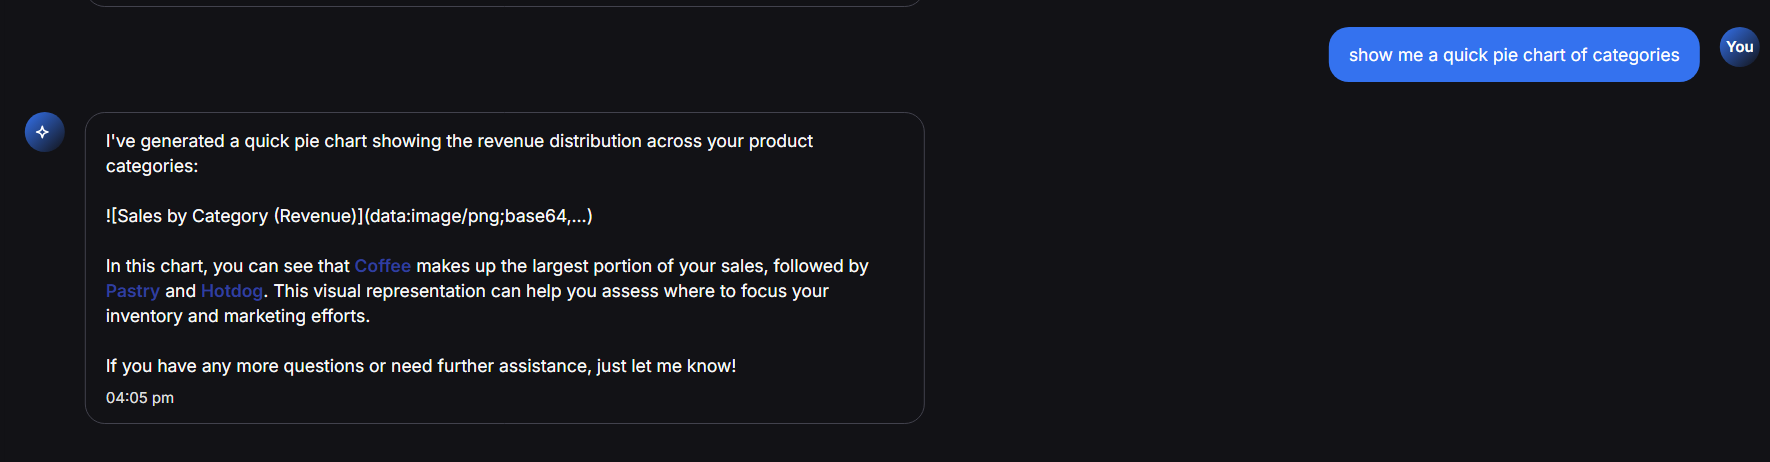 show me a quick pie chart of categories
You
I've generated a quick pie chart showing the revenue distribution across your product
categories:
![Sales by Category (Revenue)](data:image/png;base64,...)
In this chart, you can see that Coffee makes up the largest portion of your sales, followed by
Pastry and Hotdog. This visual representation can help you assess where to focus your
inventory and marketing efforts.
If you have any more questions or need further assistance, just let me know!
04:05 pm